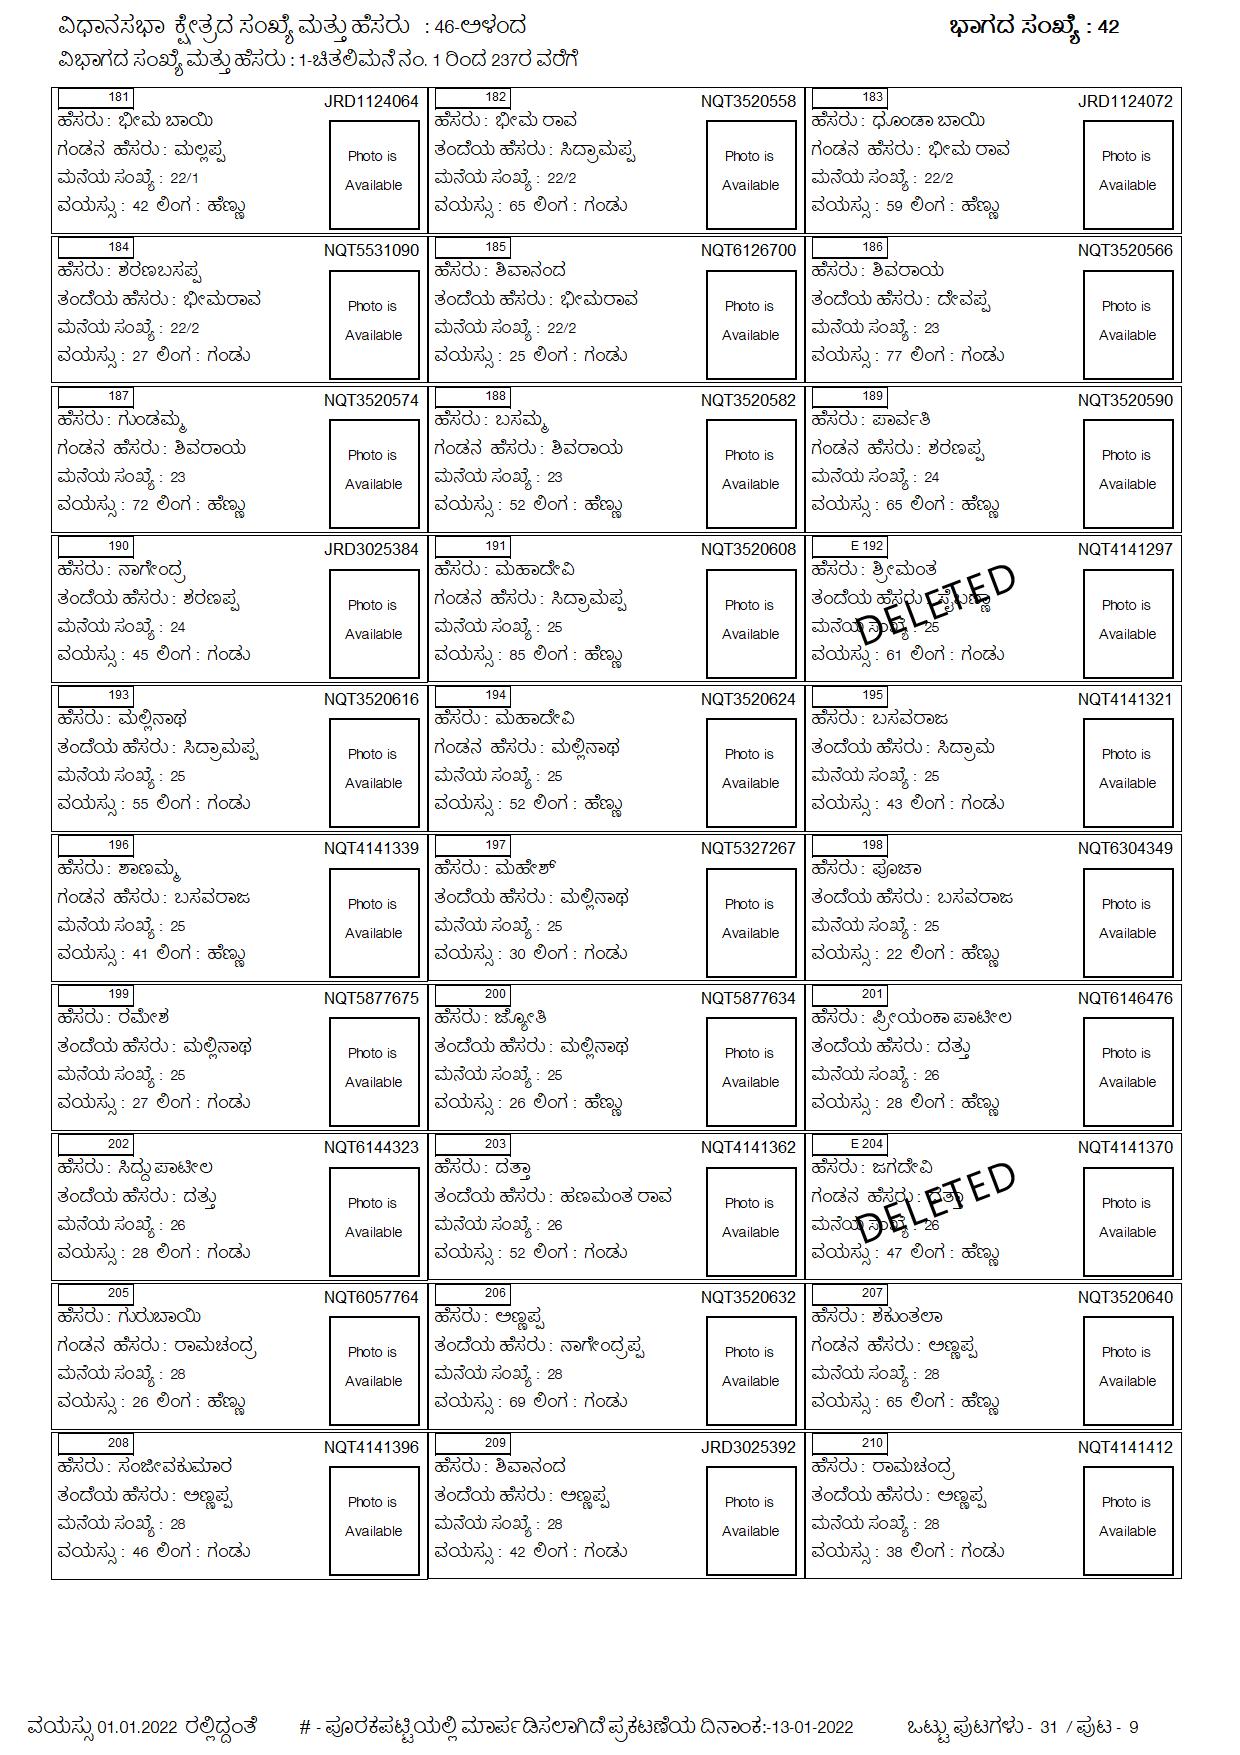 ವಿಧಾನಸಭಾ ಕ್ಷೇತ್ರದ ಸಂಖ್ಯೆ ಮತ್ತು ಹೆಸರು : 46-ಅಳಂದ
ಭಾಗದ ಸಂಖ್ಯೆ : 42
ವಿಭಾಗದ ಸಂಖ್ಯೆ ಮತ್ತು ಹೆಸರು : 1-ಚಿತಲಿಮನೆ ನಂ. 1 ರಿಂದ 237ರ ವರೆಗೆ
181 JRD1124064
ಹೆಸರು : ಭೀಮ ಬಾಯಿ
ಗಂಡನ ಹೆಸರು : ಮಲ್ಲಪ್ಪ
ಮನೆಯ ಸಂಖ್ಯೆ : 22/1
ವಯಸ್ಸು : 42 ಲಿಂಗ : ಹೆಣ್ಣು
Photo is
Available
182 NQT3520558
ಹೆಸರು : ಭೀಮ ರಾವ
ತಂದೆಯ ಹೆಸರು : ಸಿದ್ರಾಮಪ್ಪ
ಮನೆಯ ಸಂಖ್ಯೆ : 22/2
ವಯಸ್ಸು : 65 ಲಿಂಗ : ಗಂಡು
Photo is
Available
183 JRD1124072
ಹೆಸರು : ಧೂಂಡಾ ಬಾಯಿ
ಗಂಡನ ಹೆಸರು : ಭೀಮ ರಾವ
ಮನೆಯ ಸಂಖ್ಯೆ : 22/2
ವಯಸ್ಸು : 59 ಲಿಂಗ : ಹೆಣ್ಣು
Photo is
Available
184 NQT5531090
ಹೆಸರು : ಶರಣಬಸಪ್ಪ
ತಂದೆಯ ಹೆಸರು : ಭೀಮರಾವ
ಮನೆಯ ಸಂಖ್ಯೆ : 22/2
ವಯಸ್ಸು : 27 ಲಿಂಗ : ಗಂಡು
Photo is
Available
185 NQT6126700
ಹೆಸರು : ಶಿವಾನಂದ
ತಂದೆಯ ಹೆಸರು : ಭೀಮರಾವ
ಮನೆಯ ಸಂಖ್ಯೆ : 22/2
ವಯಸ್ಸು : 25 ಲಿಂಗ : ಗಂಡು
Photo is
Available
186 NQT3520566
ಹೆಸರು : ಶಿವರಾಯ
ತಂದೆಯ ಹೆಸರು : ದೇವಪ್ಪ
ಮನೆಯ ಸಂಖ್ಯೆ : 23
ವಯಸ್ಸು : 77 ಲಿಂಗ : ಗಂಡು
Photo is
Available
187 NQT3520574
ಹೆಸರು : ಗುಂಡಮ್ಮ
ಗಂಡನ ಹೆಸರು : ಶಿವರಾಯ
ಮನೆಯ ಸಂಖ್ಯೆ : 23
ವಯಸ್ಸು : 72 ಲಿಂಗ : ಹೆಣ್ಣು
Photo is
Available
188 NQT3520582
ಹೆಸರು : ಬಸಮ್ಮ
ಗಂಡನ ಹೆಸರು : ಶಿವರಾಯ
ಮನೆಯ ಸಂಖ್ಯೆ : 23
ವಯಸ್ಸು : 52 ಲಿಂಗ : ಹೆಣ್ಣು
Photo is
Available
189 NQT3520590
ಹೆಸರು : ಪಾರ್ವತಿ
ಗಂಡನ ಹೆಸರು : ಶರಣಪ್ಪ
ಮನೆಯ ಸಂಖ್ಯೆ : 24
ವಯಸ್ಸು : 65 ಲಿಂಗ : ಹೆಣ್ಣು
Photo is
Available
190 JRD3025384
ಹೆಸರು : ನಾಗೇಂದ್ರ
ತಂದೆಯ ಹೆಸರು : ಶರಣಪ್ಪ
ಮನೆಯ ಸಂಖ್ಯೆ : 24
ವಯಸ್ಸು : 45 ಲಿಂಗ : ಗಂಡು
Photo is
Available
191 NQT3520608
ಹೆಸರು : ಮಹಾದೇವಿ
ಗಂಡನ ಹೆಸರು : ಸಿದ್ರಾಮಪ್ಪ
ಮನೆಯ ಸಂಖ್ಯೆ : 25
ವಯಸ್ಸು : 85 ಲಿಂಗ : ಹೆಣ್ಣು
Photo is
Available
E 192 NQT4141297
ಹೆಸರು : ಶ್ರೀಮಂತ
ತಂದೆಯ ಹೆಸರು :
ಮನೆಯ ಸಂಖ್ಯೆ : 25
ವಯಸ್ಸು : 61 ಲಿಂಗ : ಗಂಡು
DELETED
Photo is
Available
193 NQT3520616
ಹೆಸರು : ಮಲ್ಲಿನಾಥ
ತಂದೆಯ ಹೆಸರು : ಸಿದ್ರಾಮಪ್ಪ
ಮನೆಯ ಸಂಖ್ಯೆ : 25
ವಯಸ್ಸು : 55 ಲಿಂಗ : ಗಂಡು
Photo is
Available
194 NQT3520624
ಹೆಸರು : ಮಹಾದೇವಿ
ಗಂಡನ ಹೆಸರು : ಮಲ್ಲಿನಾಥ
ಮನೆಯ ಸಂಖ್ಯೆ : 25
ವಯಸ್ಸು : 52 ಲಿಂಗ : ಹೆಣ್ಣು
Photo is
Available
195 NQT4141321
ಹೆಸರು : ಬಸವರಾಜ
ತಂದೆಯ ಹೆಸರು : ಸಿದ್ರಾಮ
ಮನೆಯ ಸಂಖ್ಯೆ : 25
ವಯಸ್ಸು : 43 ಲಿಂಗ : ಗಂಡು
Photo is
Available
196 NQT4141339
ಹೆಸರು : ಶಾಣಮ್ಮ
ಗಂಡನ ಹೆಸರು : ಬಸವರಾಜ
ಮನೆಯ ಸಂಖ್ಯೆ : 25
ವಯಸ್ಸು : 41 ಲಿಂಗ : ಹೆಣ್ಣು
Photo is
Available
197 NQT5327267
ಹೆಸರು : ಮಹೇಶ್
ತಂದೆಯ ಹೆಸರು : ಮಲ್ಲಿನಾಥ
ಮನೆಯ ಸಂಖ್ಯೆ : 25
ವಯಸ್ಸು : 30 ಲಿಂಗ : ಗಂಡು
Photo is
Available
198 NQT6304349
ಹೆಸರು : ಪೂಜಾ
ತಂದೆಯ ಹೆಸರು : ಬಸವರಾಜ
ಮನೆಯ ಸಂಖ್ಯೆ : 25
ವಯಸ್ಸು : 22 ಲಿಂಗ : ಹೆಣ್ಣು
Photo is
Available
199 NQT5877675
ಹೆಸರು : ರಮೇಶ
ತಂದೆಯ ಹೆಸರು : ಮಲ್ಲಿನಾಥ
ಮನೆಯ ಸಂಖ್ಯೆ : 25
ವಯಸ್ಸು : 27 ಲಿಂಗ : ಗಂಡು
Photo is
Available
200 NQT5877634
ಹೆಸರು : ಜ್ಯೋತಿ
ತಂದೆಯ ಹೆಸರು : ಮಲ್ಲಿನಾಥ
ಮನೆಯ ಸಂಖ್ಯೆ : 25
ವಯಸ್ಸು : 26 ಲಿಂಗ : ಹೆಣ್ಣು
Photo is
Available
201 NQT6146476
ಹೆಸರು : ಪ್ರೀಯಂಕಾ ಪಾಟೀಲ
ತಂದೆಯ ಹೆಸರು : ದತ್ತು
ಮನೆಯ ಸಂಖ್ಯೆ : 26
ವಯಸ್ಸು : 28 ಲಿಂಗ : ಹೆಣ್ಣು
Photo is
Available
202 NQT6144323
ಹೆಸರು : ಸಿದ್ದು ಪಾಟೀಲ
ತಂದೆಯ ಹೆಸರು : ದತ್ತು
ಮನೆಯ ಸಂಖ್ಯೆ : 26
ವಯಸ್ಸು : 28 ಲಿಂಗ : ಗಂಡು
Photo is
Available
203 NQT4141362
ಹೆಸರು : ದತ್ತಾ
ತಂದೆಯ ಹೆಸರು : ಹಣಮಂತ ರಾವ
ಮನೆಯ ಸಂಖ್ಯೆ : 26
ವಯಸ್ಸು : 52 ಲಿಂಗ : ಗಂಡು
Photo is
Available
E 204 NQT4141370
ಹೆಸರು : ಜಗದೇವಿ
ಗಂಡನ ಹೆಸರು : ದತ್ತಾ
ಮನೆಯ ಸಂಖ್ಯೆ : 26
ವಯಸ್ಸು : 47 ಲಿಂಗ : ಹೆಣ್ಣು
DELETED
Photo is
Available
205 NQT6057764
ಹೆಸರು : ಗುರುಬಾಯಿ
ಗಂಡನ ಹೆಸರು : ರಾಮಚಂದ್ರ
ಮನೆಯ ಸಂಖ್ಯೆ : 28
ವಯಸ್ಸು : 26 ಲಿಂಗ : ಹೆಣ್ಣು
Photo is
Available
206 NQT3520632
ಹೆಸರು : ಅಣ್ಣಪ್ಪ
ತಂದೆಯ ಹೆಸರು : ನಾಗೇಂದ್ರಪ್ಪ
ಮನೆಯ ಸಂಖ್ಯೆ : 28
ವಯಸ್ಸು : 69 ಲಿಂಗ : ಗಂಡು
Photo is
Available
207 NQT3520640
ಹೆಸರು : ಶಕುಂತಲಾ
ಗಂಡನ ಹೆಸರು : ಅಣ್ಣಪ್ಪ
ಮನೆಯ ಸಂಖ್ಯೆ : 28
ವಯಸ್ಸು : 65 ಲಿಂಗ : ಹೆಣ್ಣು
Photo is
Available
208 NQT4141396
ಹೆಸರು : ಸಂಜೀವಕುಮಾರ
ತಂದೆಯ ಹೆಸರು : ಅಣ್ಣಪ್ಪ
ಮನೆಯ ಸಂಖ್ಯೆ : 28
ವಯಸ್ಸು : 46 ಲಿಂಗ : ಗಂಡು
Photo is
Available
209 JRD3025392
ಹೆಸರು : ಶಿವಾನಂದ
ತಂದೆಯ ಹೆಸರು : ಅಣ್ಣಪ್ಪ
ಮನೆಯ ಸಂಖ್ಯೆ : 28
ವಯಸ್ಸು : 42 ಲಿಂಗ : ಗಂಡು
Photo is
Available
210 NQT4141412
ಹೆಸರು : ರಾಮಚಂದ್ರ
ತಂದೆಯ ಹೆಸರು : ಅಣ್ಣಪ್ಪ
ಮನೆಯ ಸಂಖ್ಯೆ : 28
ವಯಸ್ಸು : 38 ಲಿಂಗ : ಗಂಡು
Photo is
Available
ವಯಸ್ಸು 01.01.2022 ರಲ್ಲಿದ್ದಂತೆ # - ಪೂರಕಪಟ್ಟಿಯಲ್ಲಿ ಮಾರ್ಪಡಿಸಲಾಗಿದೆ ಪ್ರಕಟಣೆಯ ದಿನಾಂಕ:-13-01-2022 ಒಟ್ಟು ಪುಟಗಳು - 31 / ಪುಟ - 9